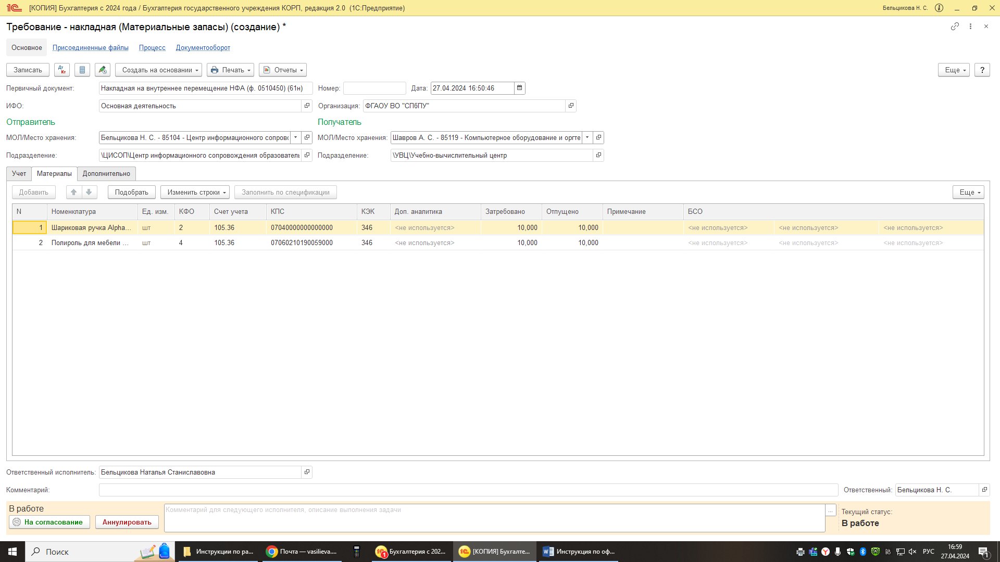 [КОПИЯ] Бухгалтерия с 2024 года / Бухгалтерия государственного учреждения КОРП, редакция 2.0 (1С:Предприятие)
Бельцикова Н. С.
Требование - накладная (Материальные запасы) (создание) *
Основное Присоединенные файлы Процесс Документооборот
Записать Дт Кт Создать на основании Печать Отчеты Еще ?
Первичный документ: Накладная на внутреннее перемещение НФА (ф. 0510450) (61н) Номер: Дата: 27.04.2024 16:50:46
ИФО: Основная деятельность Организация: ФГАОУ ВО "СПбПУ"
Отправитель Получатель
МОЛ/Место хранения: Бельцикова Н. С. - 85104 - Центр информационного МОЛ/Место хранения: Шавров А. С. - 85119 - Компьютерное оборудование и
Подразделение: \ЦИСОП\Центр информационного сопровождения Подразделение: \УВЦ\Учебно-вычислительный центр
Учет Материалы Дополнительно
Добавить Подобрать Изменить строки Заполнить по спецификации Еще
N Номенклатура Ед. изм. КФО Счет учета КПС КЭК Доп. аналитика Затребовано Отпущено Примечание БСО
1 Шариковая ручка Alpha... шт 2 105.36 07040000000000000 346 <не используется> 10,000 10,000 <не используется> <не используется> <не используется>
2 Полироль для мебели ... шт 4 105.36 07060210190059000 346 <не используется> 10,000 10,000 <не используется> <не используется> <не используется>
Ответственный исполнитель: Бельцикова Наталья Станиславовна
Комментарий: Ответственный: Бельцикова Н. С.
В работе Комментарий для следующего исполнителя, описание выполнения задачи ... Текущий статус:
На согласование Аннулировать В работе
Поиск Инструкции по ра... Почта — vasilieva.... 1 Бухгалтерия с 202... [КОПИЯ] Бухгалте... Инструкция по оф... РУС 16:59
27.04.2024 1